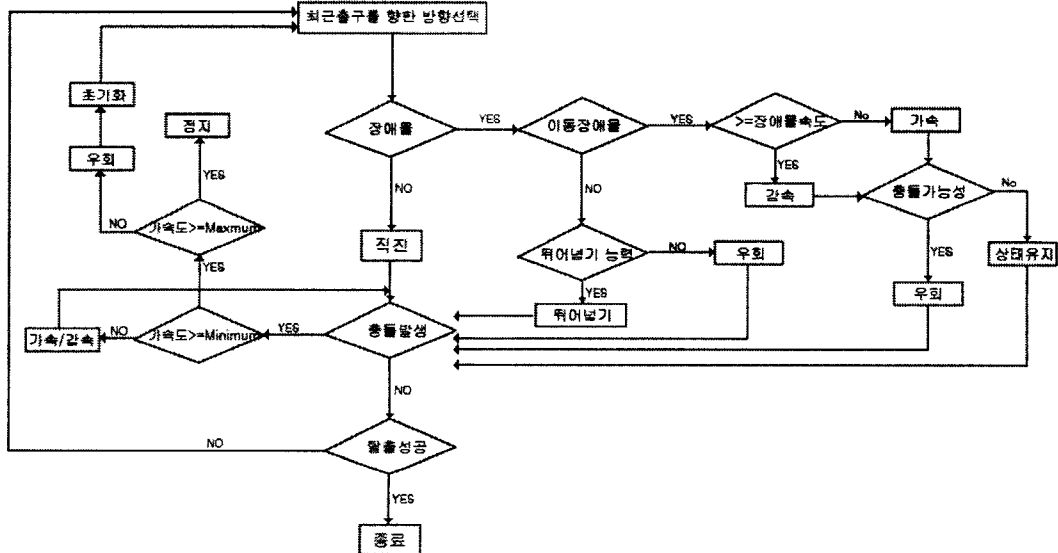 최근출구를 향한 방향선택
초기화
정지
장애물
YES
이동장애물
YES
>=장애물속도
No
가속
우회
YES
NO
NO
YES
감속
충돌가능성
No
NO
가속도>=Maxmum
직진
뛰어넘기 능력
NO
우회
YES
상태유지
YES
YES
뛰어넘기
우회
가속/감속
NO
가속도>=Minimum
YES
충돌발생
NO
NO
탈출성공
YES
종료